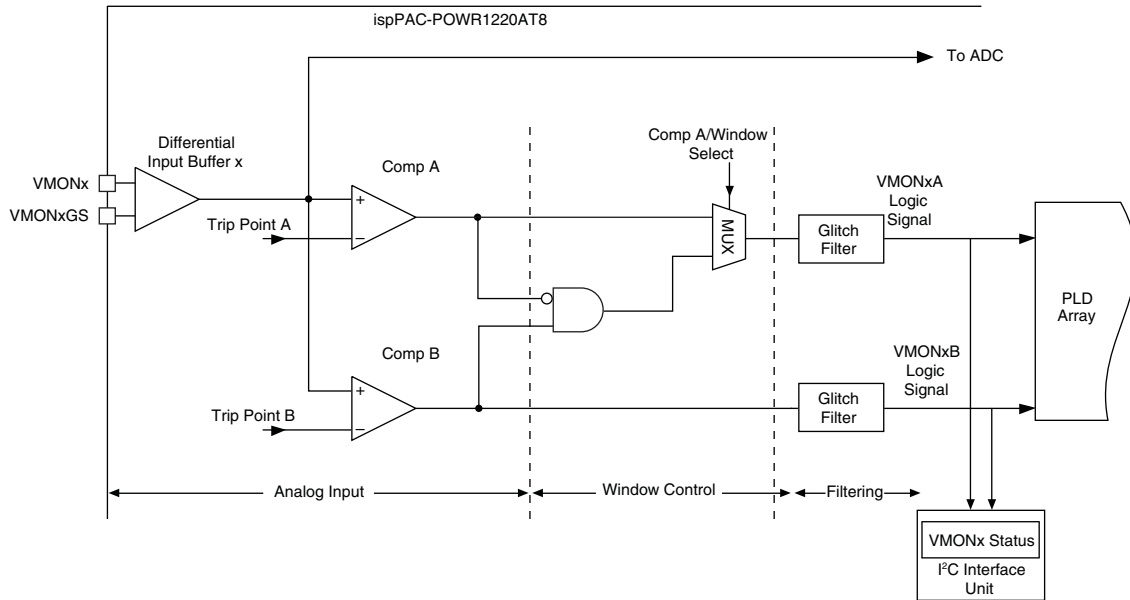 ispPAC-POWR1220AT8
To ADC
Differential
Input Buffer x
Comp A/Window
Select
Comp A
VMONx
VMONxGS
Trip Point A
+
–
MUX
VMONxA
Logic
Signal
Glitch
Filter
PLD
Array
Comp B
VMONxB
Logic
Signal
+
–
Trip Point B
Glitch
Filter
Analog Input
Window Control
Filtering
VMONx Status
I²C Interface
Unit